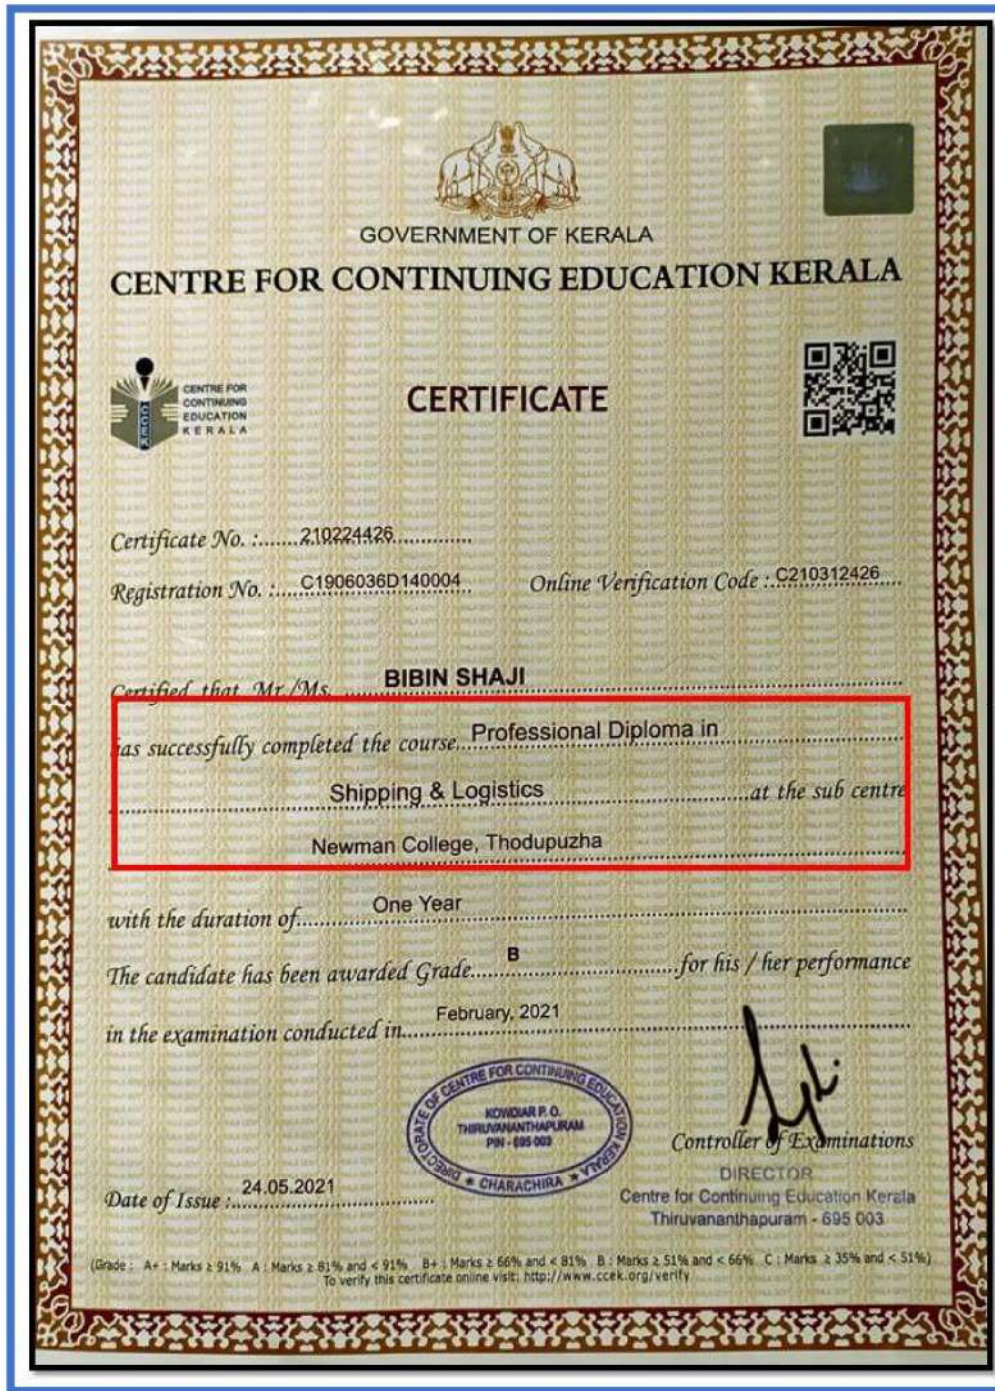 GOVERNMENT OF KERALA
CENTRE FOR CONTINUING EDUCATION KERALA
CENTRE FOR
CONTINUING
EDUCATION
KERALA
CCEK
CERTIFICATE
Certificate No. :.......210224426.............
Registration No. :.....C1906036D140004.. Online Verification Code :.C210312426....
Certified that Mr./Ms. .......BIBIN SHAJI.......
has successfully completed the course..Professional Diploma in.......
.......Shipping & Logistics.......at the sub centre
.......Newman College, Thodupuzha.......
with the duration of.......One Year.......
The candidate has been awarded Grade.......B.......for his / her performance
in the examination conducted in.......February, 2021.......
DIRECTORATE OF CENTRE FOR CONTINUING EDUCATION KERALA
KOWDIAR P. O.
THIRUVANANTHAPURAM
PIN - 695 003
* CHARACHIRA *
Controller of Examinations
DIRECTOR
Centre for Continuing Education Kerala
Thiruvananthapuram - 695 003
Date of Issue :..24.05.2021.......
(Grade : A+ : Marks ≥ 91% A : Marks ≥ 81% and < 91% B+ : Marks ≥ 66% and < 81% B : Marks ≥ 51% and < 66% C : Marks ≥ 35% and < 51%)
To verify this certificate online visit: http://www.ccek.org/verify